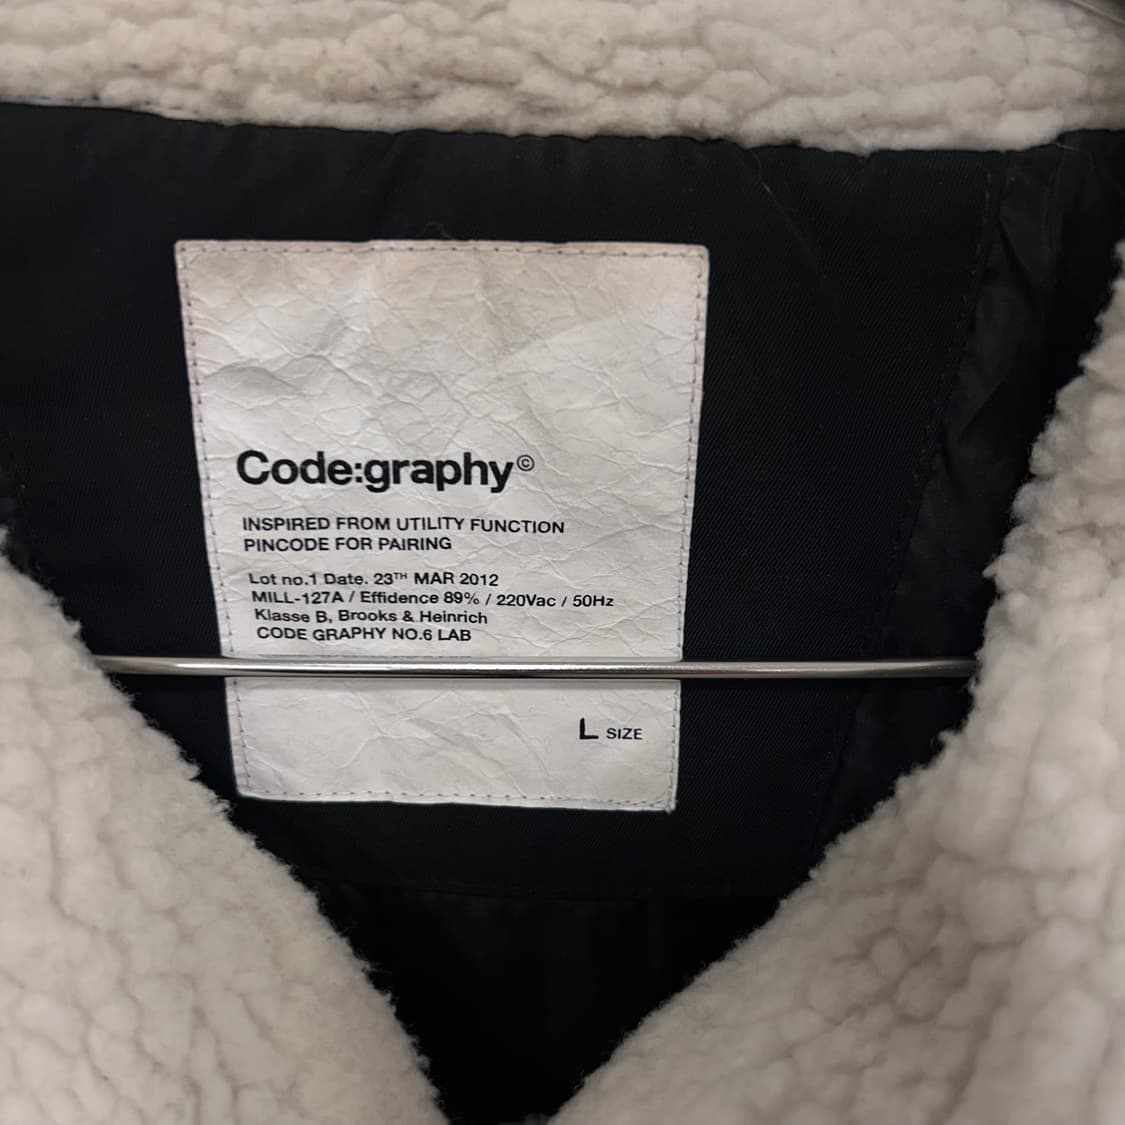 Code:graphy©
INSPIRED FROM UTILITY FUNCTION
PINCODE FOR PAIRING
Lot no.1 Date. 23TH MAR 2012
MILL-127A / Effidence 89% / 220Vac / 50Hz
Klasse B, Brooks & Heinrich
CODE GRAPHY NO.6 LAB
L SIZE